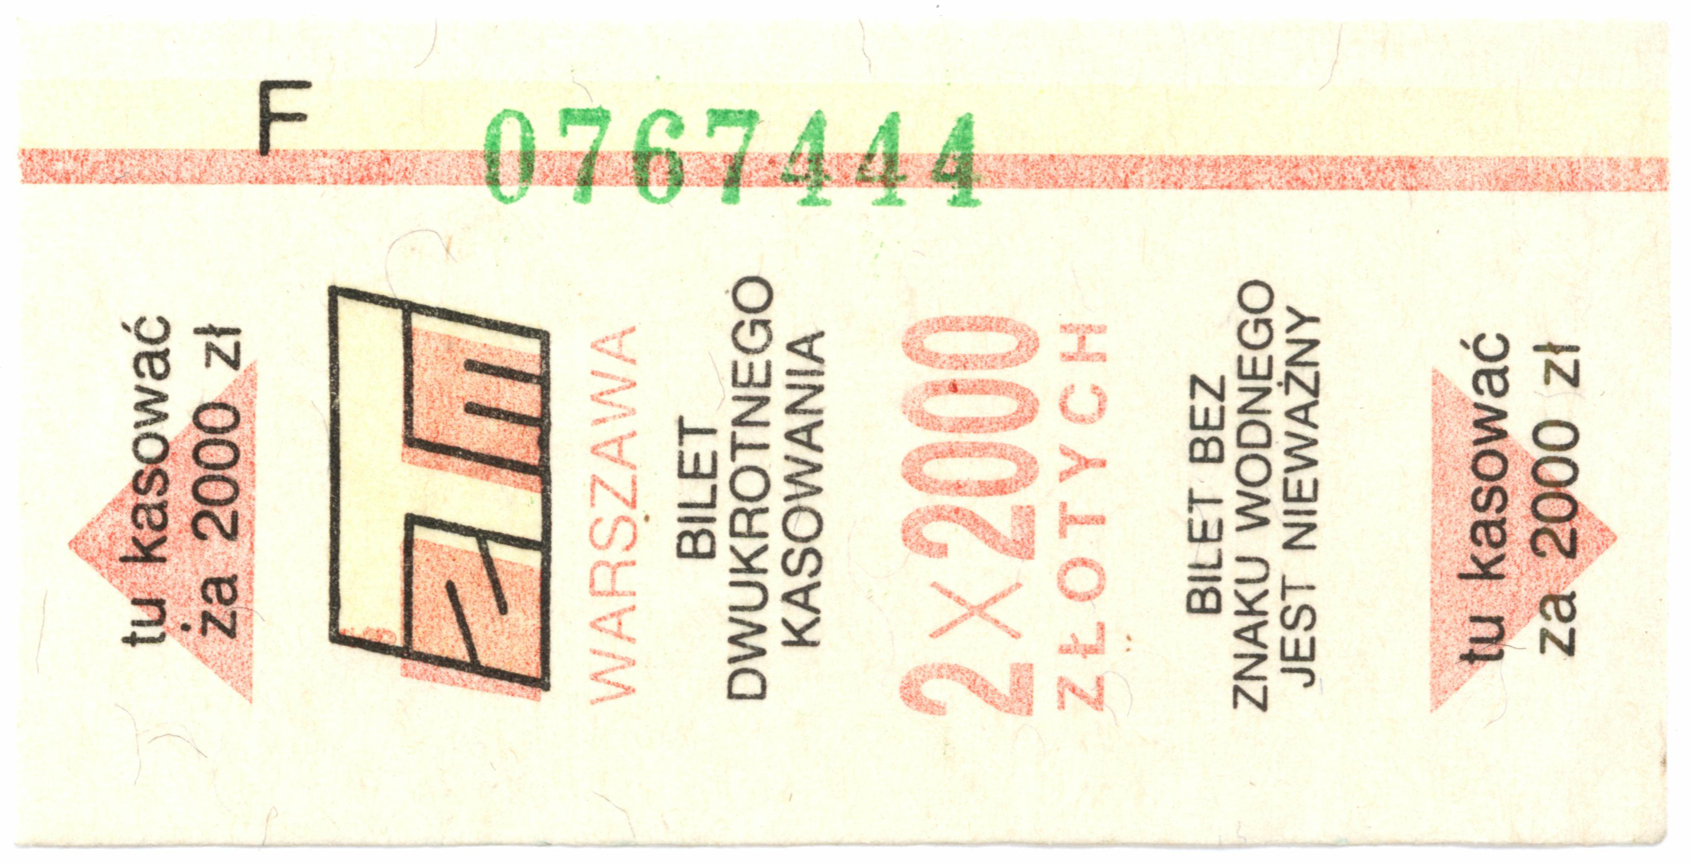 F
0767444
tu kasować
za 2000 zł
ZTM
WARSZAWA
BILET
DWUKROTNEGO
KASOWANIA
2×2000
ZŁOTYCH
BILET BEZ
ZNAKU WODNEGO
JEST NIEWAŻNY
tu kasować
za 2000 zł